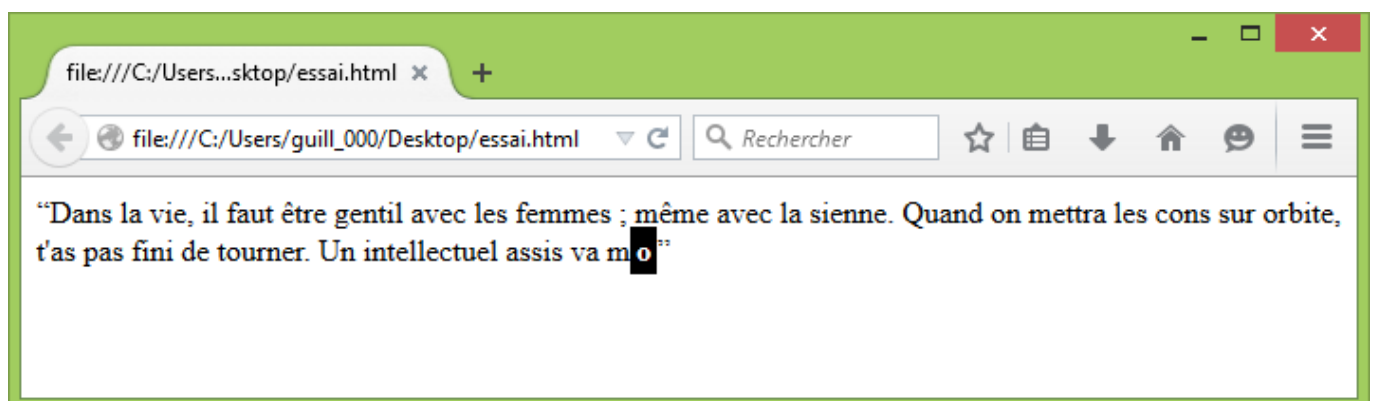 file:///C:/Users...sktop/essai.html
file:///C:/Users/guill_000/Desktop/essai.html
Rechercher
“Dans la vie, il faut être gentil avec les femmes ; même avec la sienne. Quand on mettra les cons sur orbite,
t'as pas fini de tourner. Un intellectuel assis va mo”